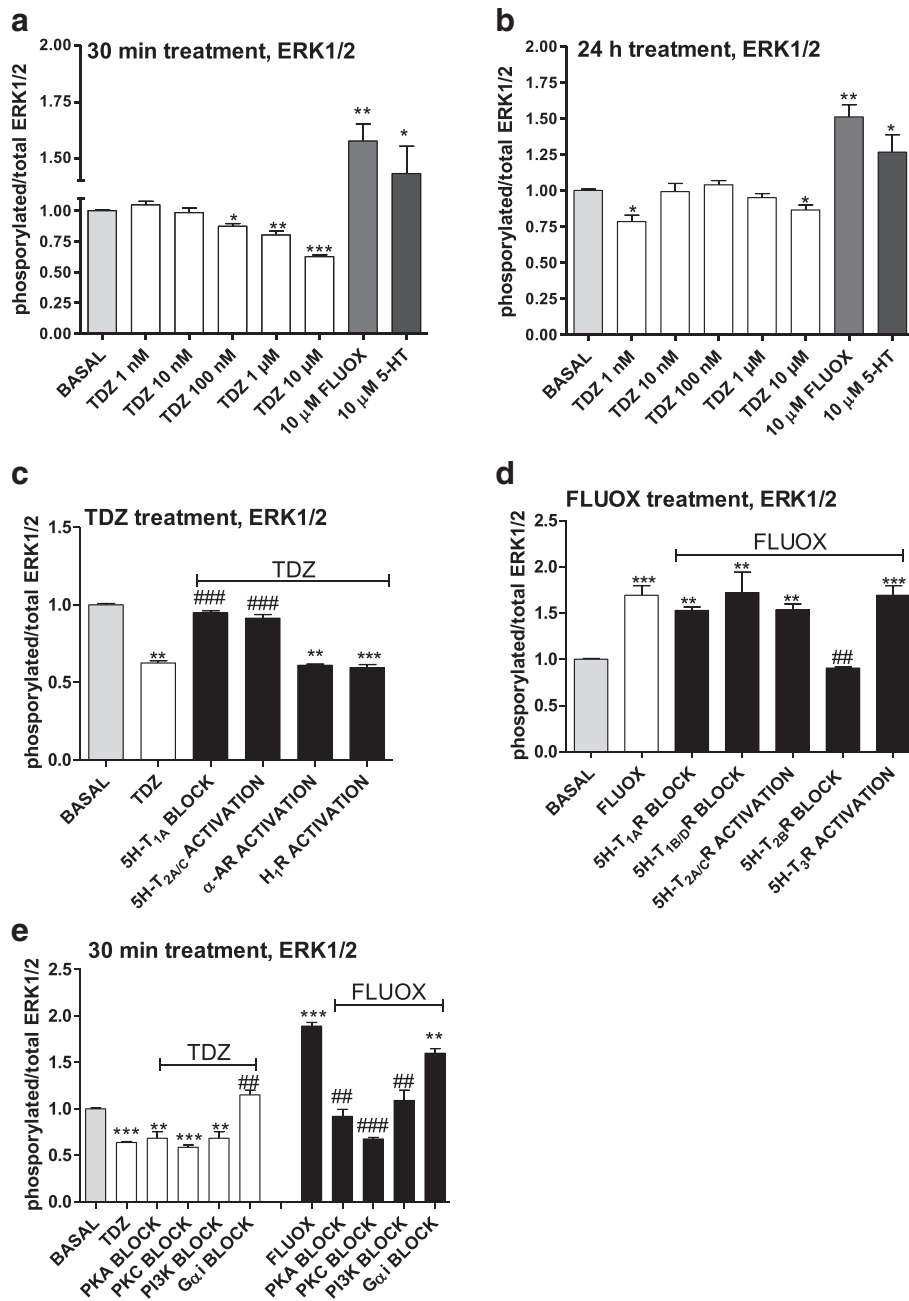 a
30 min treatment, ERK1/2
phosporylated/total ERK1/2
2.00
1.75
1.50
1.00
0.75
0.50
0.25
0.00
* ** *** ** *
BASAL
TDZ 1 nM
TDZ 10 nM
TDZ 100 nM
TDZ 1 µM
TDZ 10 µM
10 µM FLUOX
10 µM 5-HT
b
24 h treatment, ERK1/2
phosporylated/total ERK1/2
2.00
1.75
1.50
1.25
1.00
0.75
0.50
0.25
0.00
* * ** *
BASAL
TDZ 1 nM
TDZ 10 nM
TDZ 100 nM
TDZ 1 µM
TDZ 10 µM
10 µM FLUOX
10 µM 5-HT
c
TDZ treatment, ERK1/2
phosporylated/total ERK1/2
1.5
1.0
0.5
0.0
TDZ
** ### ### ** ***
BASAL
TDZ
5H-T1A BLOCK
5H-T2A/C ACTIVATION
α-AR ACTIVATION
H1R ACTIVATION
d
FLUOX treatment, ERK1/2
phosporylated/total ERK1/2
2.5
2.0
1.5
1.0
0.5
0.0
FLUOX
*** ** ** ** ## ***
BASAL
FLUOX
5H-T1AR BLOCK
5H-T1B/DR BLOCK
5H-T2A/CR ACTIVATION
5H-T2BR BLOCK
5H-T3R ACTIVATION
e
30 min treatment, ERK1/2
phosporylated/total ERK1/2
2.5
2.0
1.5
1.0
0.5
0.0
TDZ
FLUOX
*** ** *** ** ## *** ## ### ## **
BASAL
TDZ
PKA BLOCK
PKC BLOCK
PI3K BLOCK
Gα i BLOCK
FLUOX
PKA BLOCK
PKC BLOCK
PI3K BLOCK
Gα i BLOCK